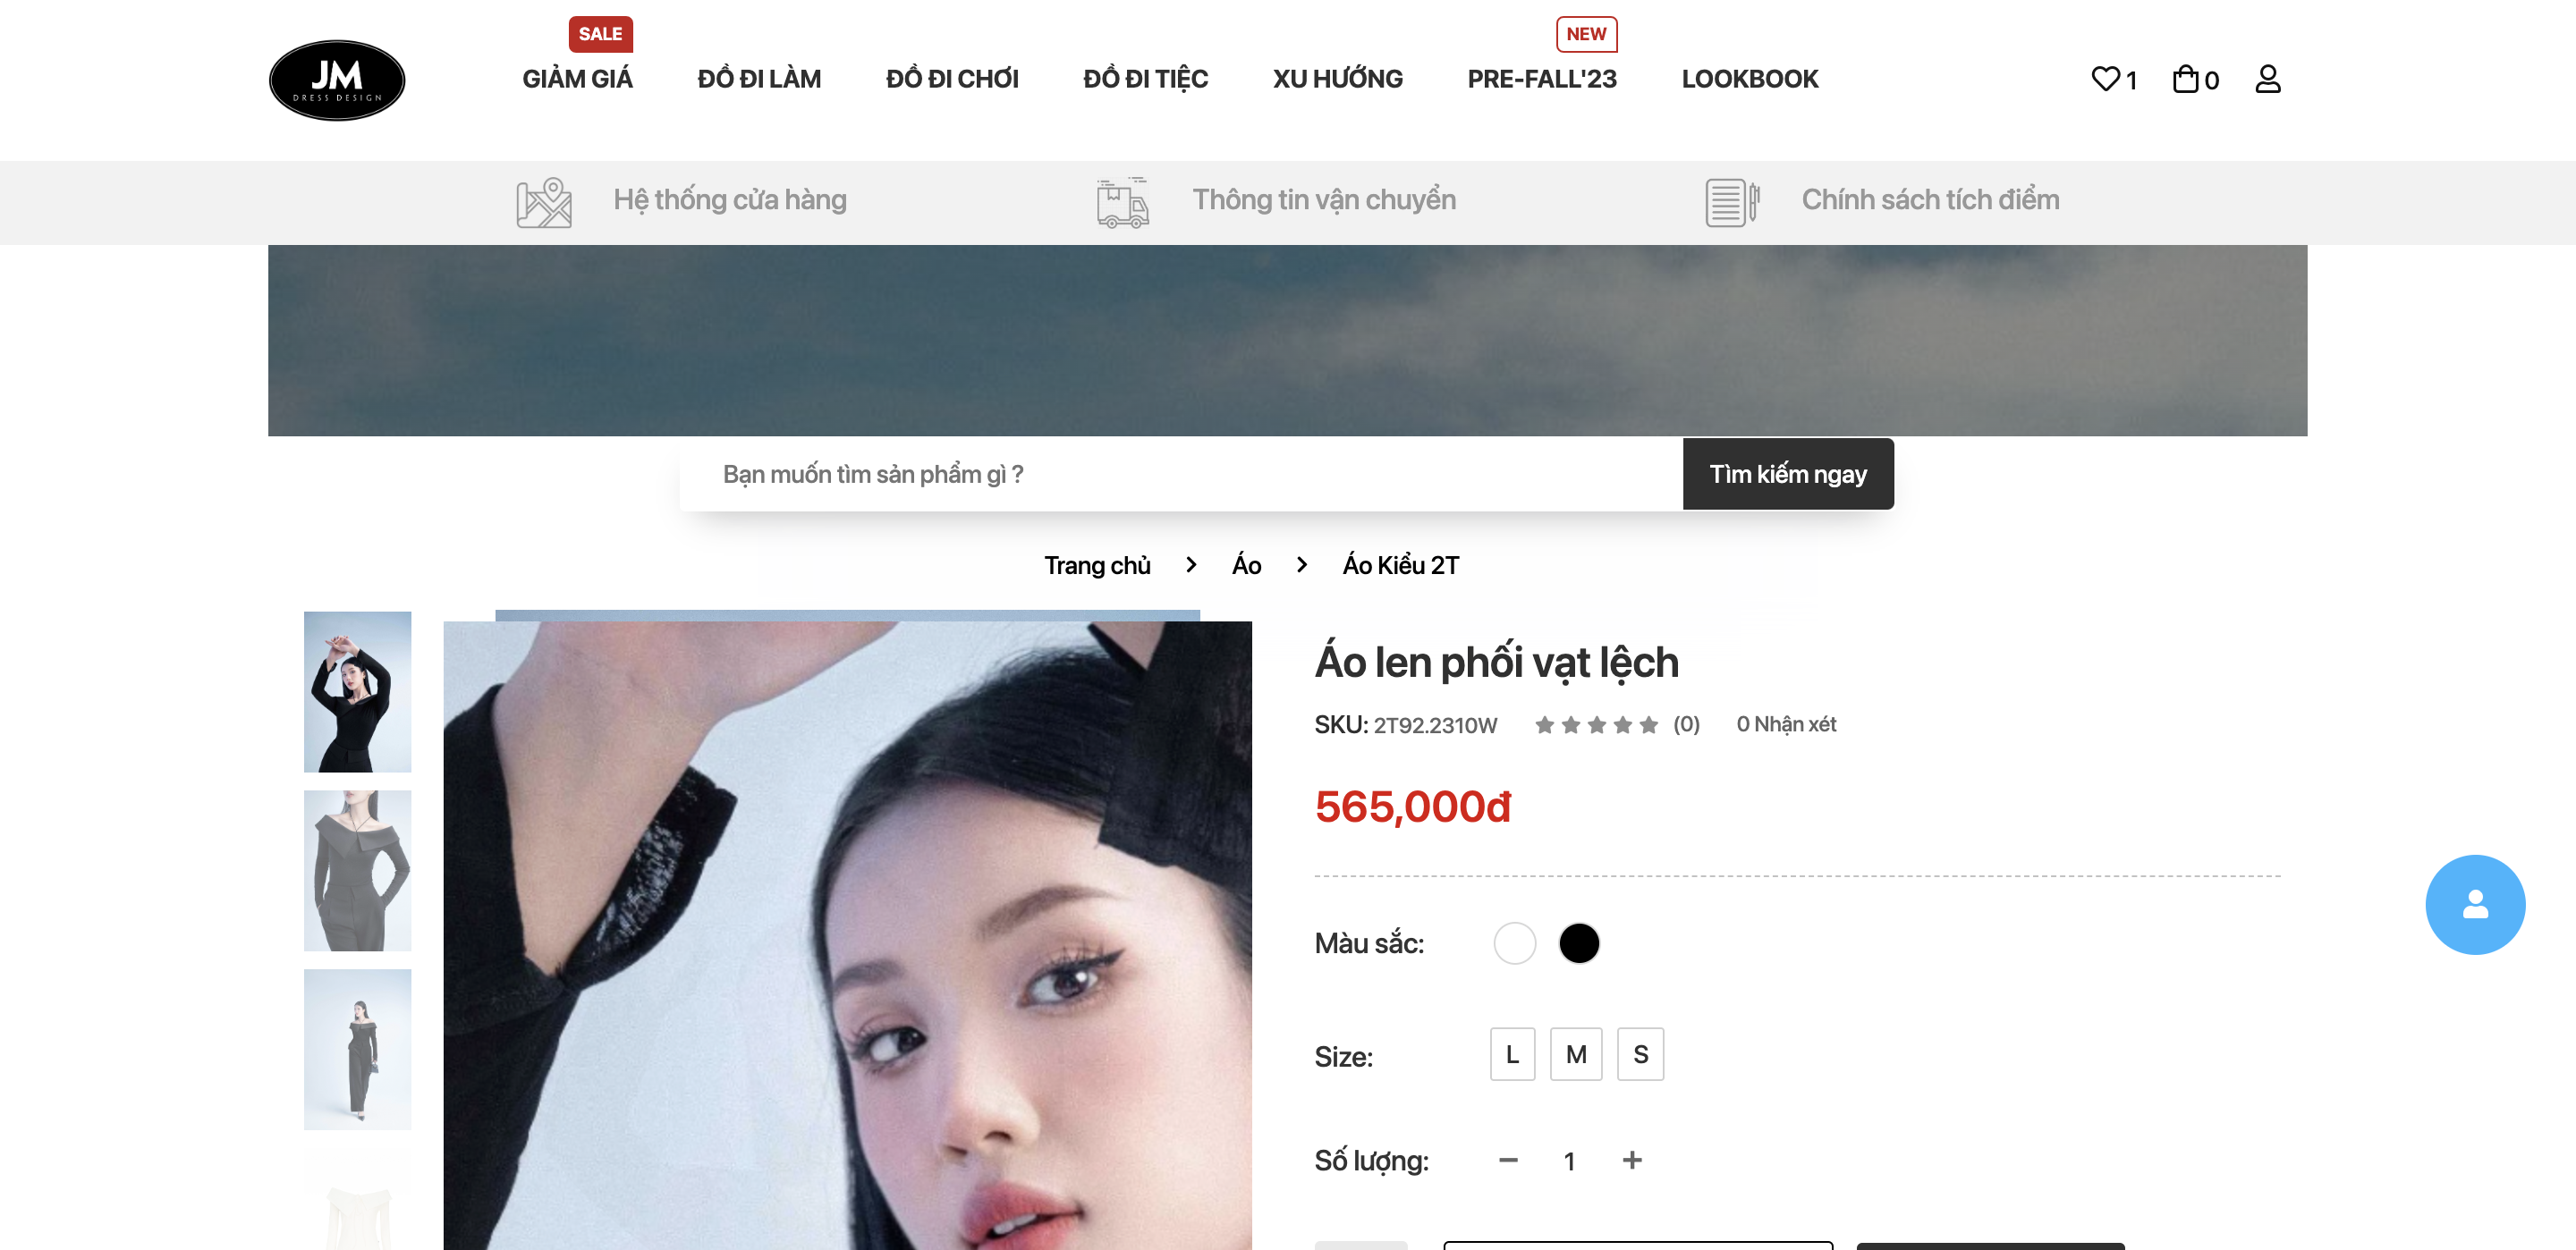 SALE
NEW
JM
DRESS DESIGN
GIẢM GIÁ
ĐỒ ĐI LÀM
ĐỒ ĐI CHƠI
ĐỒ ĐI TIỆC
XU HƯỚNG
PRE-FALL'23
LOOKBOOK
1
0
Hệ thống cửa hàng
Thông tin vận chuyển
Chính sách tích điểm
Bạn muốn tìm sản phẩm gì ?
Tìm kiếm ngay
Trang chủ > Áo > Áo Kiểu 2T
Áo len phối vạt lệch
SKU: 2T92.2310W (0) 0 Nhận xét
565,000đ
Màu sắc:
Size: L M S
Số lượng: − 1 +